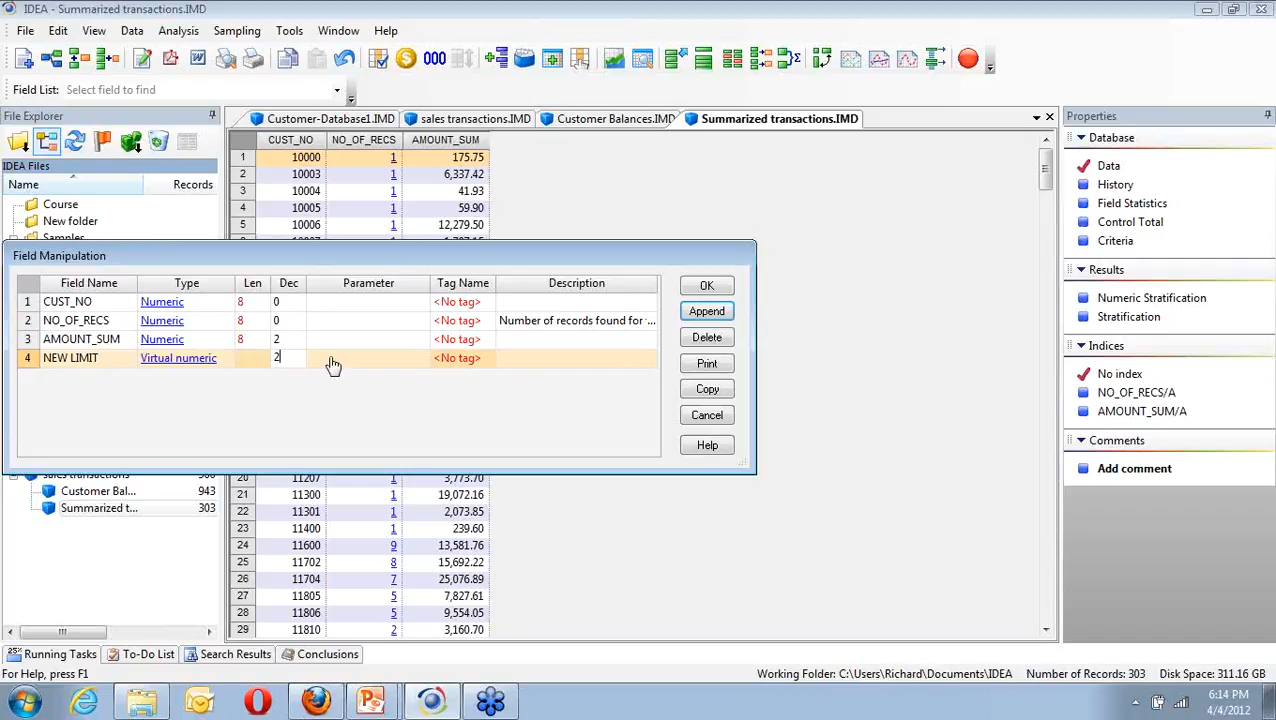 IDEA - Summarized transactions.IMD
File Edit View Data Analysis Sampling Tools Window Help
000
Field List: Select field to find
File Explorer
IDEA Files
Name Records
Course
New folder
Samples
Customer-Database1.IMD sales transactions.IMD Customer Balances.IMD Summarized transactions.IMD
CUST_NO NO_OF_RECS AMOUNT_SUM
1 10000 1 175.75
2 10003 1 6,337.42
3 10004 1 41.93
4 10005 1 59.90
5 10006 1 12,279.50
Field Manipulation
Field Name Type Len Dec Parameter Tag Name Description
1 CUST_NO Numeric 8 0 <No tag>
2 NO_OF_RECS Numeric 8 0 <No tag> Number of records found for ...
3 AMOUNT_SUM Numeric 8 2 <No tag>
4 NEW LIMIT Virtual numeric 2 <No tag>
OK
Append
Delete
Print
Copy
Cancel
Help
sales transactions
Customer Bal... 943
Summarized t... 303
20 11207 1 3,773.70
21 11300 1 19,072.16
22 11301 1 2,073.85
23 11400 1 239.60
24 11600 9 13,581.76
25 11702 8 15,692.22
26 11704 7 25,076.89
27 11805 5 7,827.61
28 11806 5 9,554.05
29 11810 2 3,160.70
Properties
Database
Data
History
Field Statistics
Control Total
Criteria
Results
Numeric Stratification
Stratification
Indices
No index
NO_OF_RECS/A
AMOUNT_SUM/A
Comments
Add comment
Running Tasks To-Do List Search Results Conclusions
For Help, press F1
Working Folder: C:\Users\Richard\Documents\IDEA Number of Records: 303 Disk Space: 311.16 GB
6:14 PM
4/4/2012